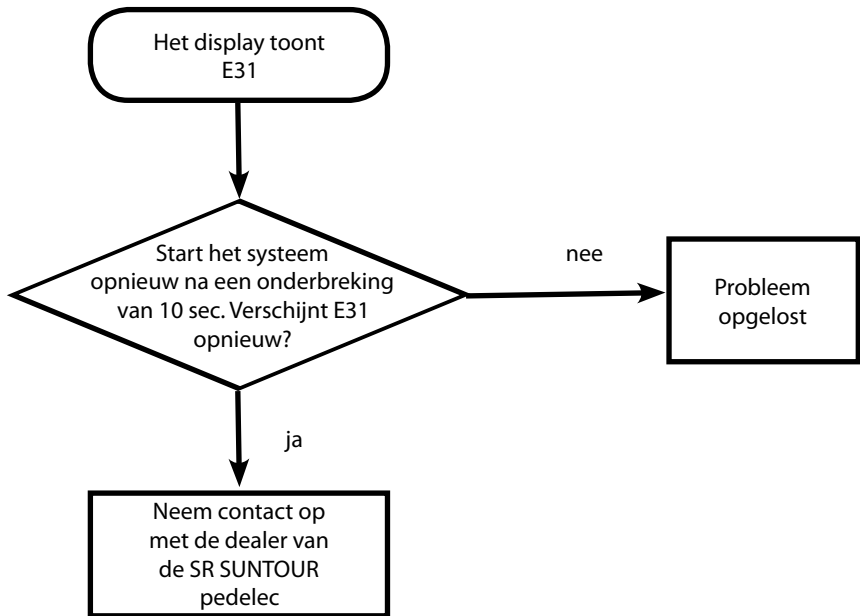 Het display toont
E31
Start het systeem
opnieuw na een onderbreking
van 10 sec. Verschijnt E31
opnieuw?
nee
Probleem
opgelost
ja
Neem contact op
met de dealer van
de SR SUNTOUR
pedelec